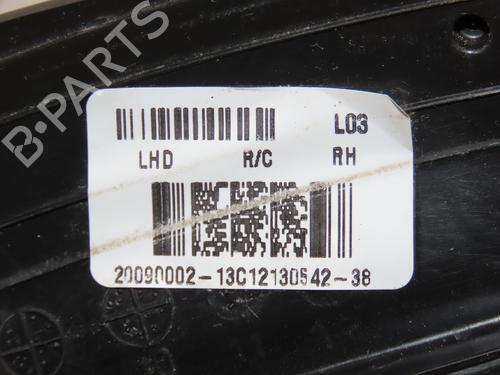 B-PARTS
L03
LHD R/C RH
20090002-13C12130542-38